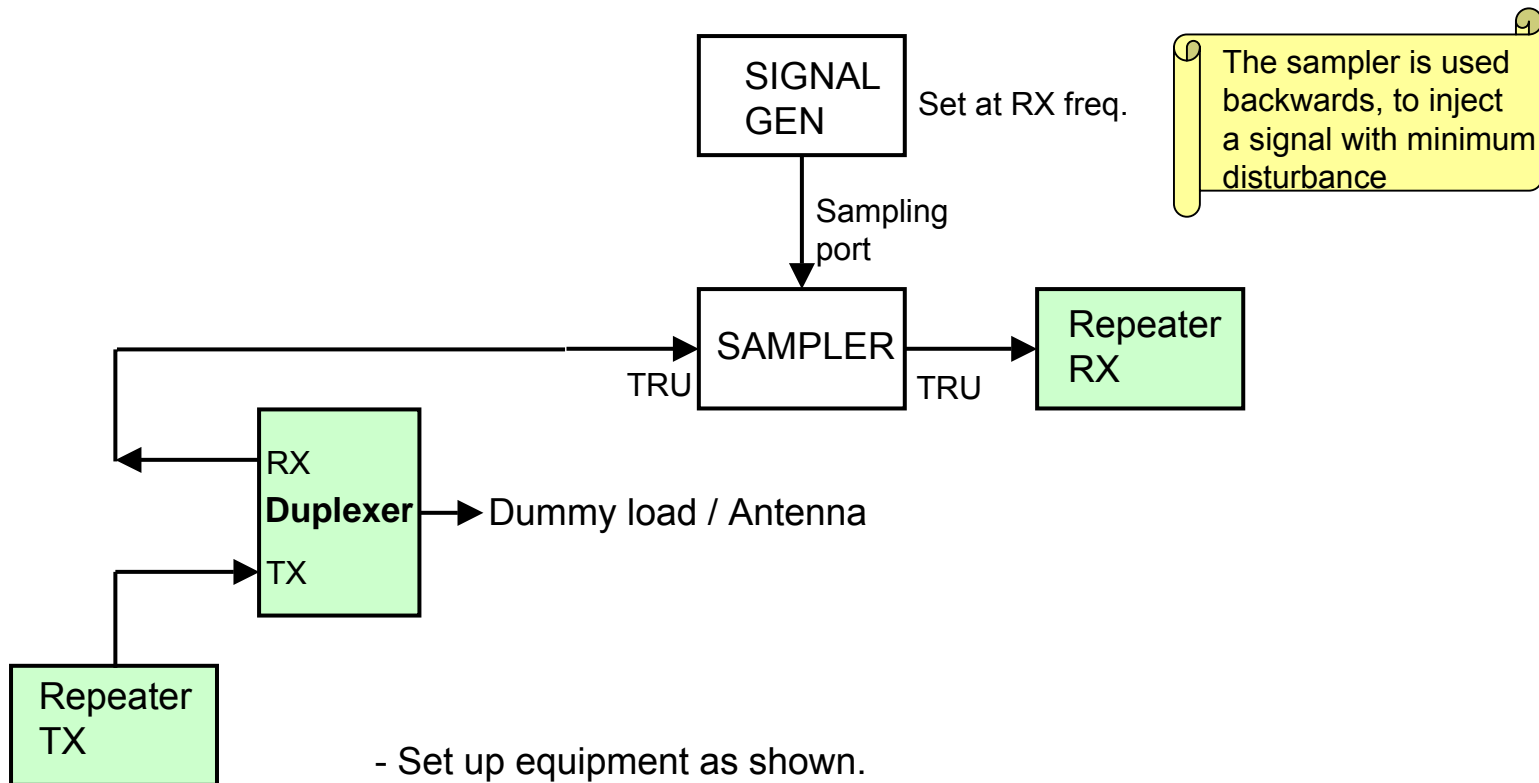 SIGNAL
GEN
Set at RX freq.
The sampler is used
backwards, to inject
a signal with minimum
disturbance
Sampling
port
SAMPLER
TRU
TRU
Repeater
RX
RX
Duplexer
TX
Dummy load / Antenna
Repeater
TX
- Set up equipment as shown.